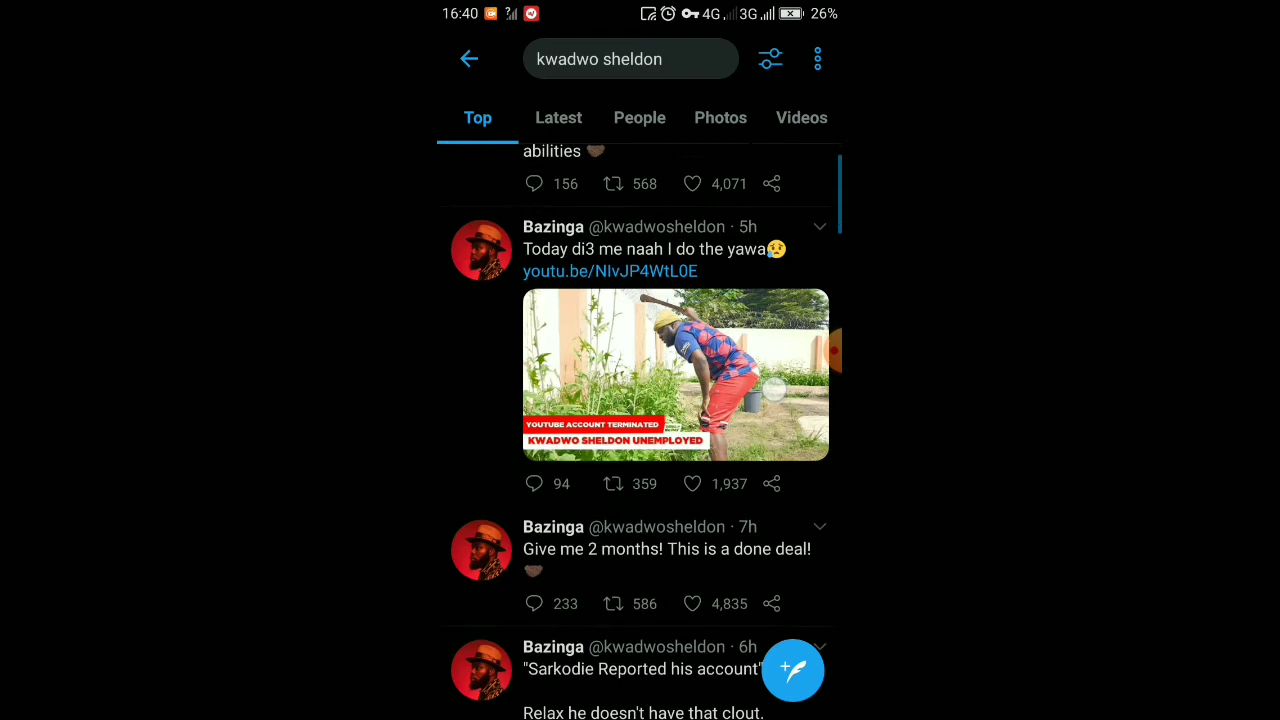 16:40 4G 3G 26%
kwadwo sheldon
Top Latest People Photos Videos
abilities
156 568 4,071
Bazinga @kwadwosheldon · 5h
Today di3 me naah I do the yawa😥
youtu.be/NIvJP4WtL0E
YOUTUBE ACCOUNT TERMINATED
KWADWO SHELDON UNEMPLOYED
94 359 1,937
Bazinga @kwadwosheldon · 7h
Give me 2 months! This is a done deal!
233 586 4,835
Bazinga @kwadwosheldon · 6h
"Sarkodie Reported his account"
Relax he doesn't have that clout.